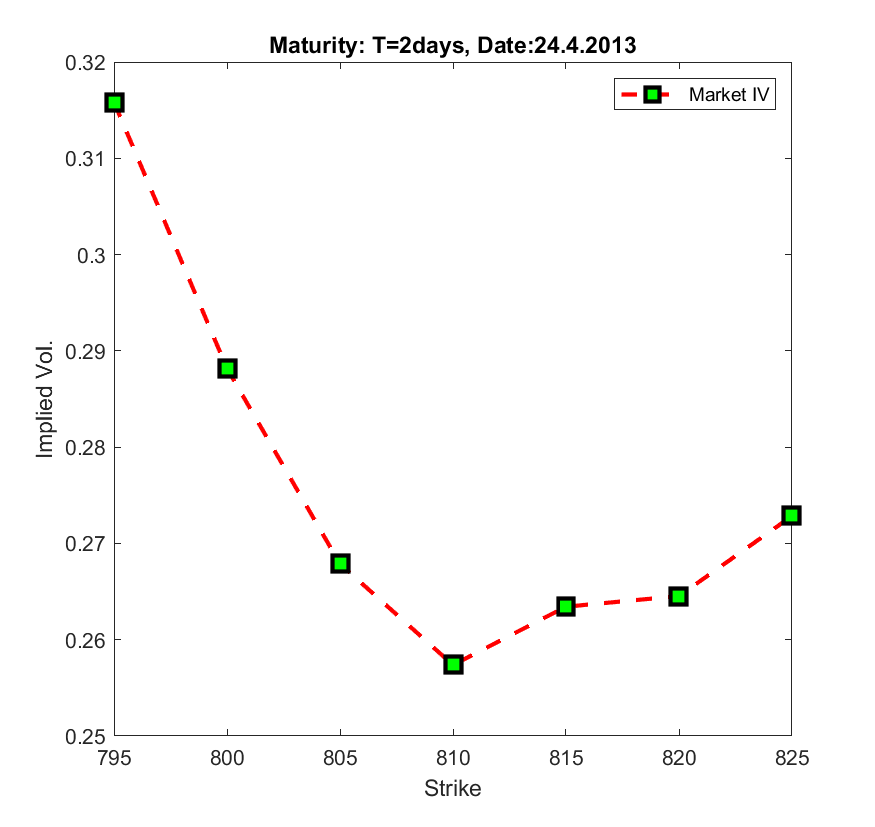 Maturity: T=2days, Date:24.4.2013
Market IV
0.32
0.31
0.3
0.29
0.28
0.27
0.26
0.25
Implied Vol.
795 800 805 810 815 820 825
Strike